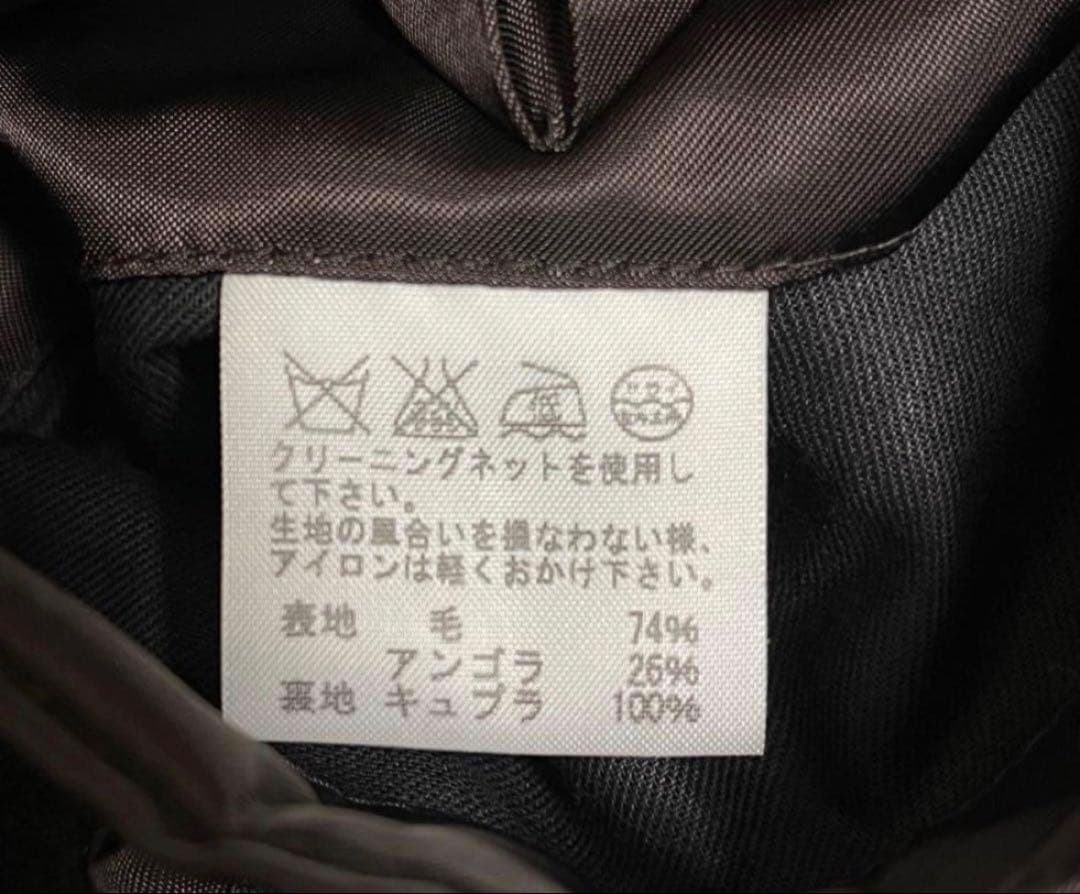 クリーニングネットを使用し
て下さい。
生地の風合いを損なわない様、
アイロンは軽くおかけ下さい。
表地 毛 74%
アンゴラ 26%
裏地 キュプラ 100%